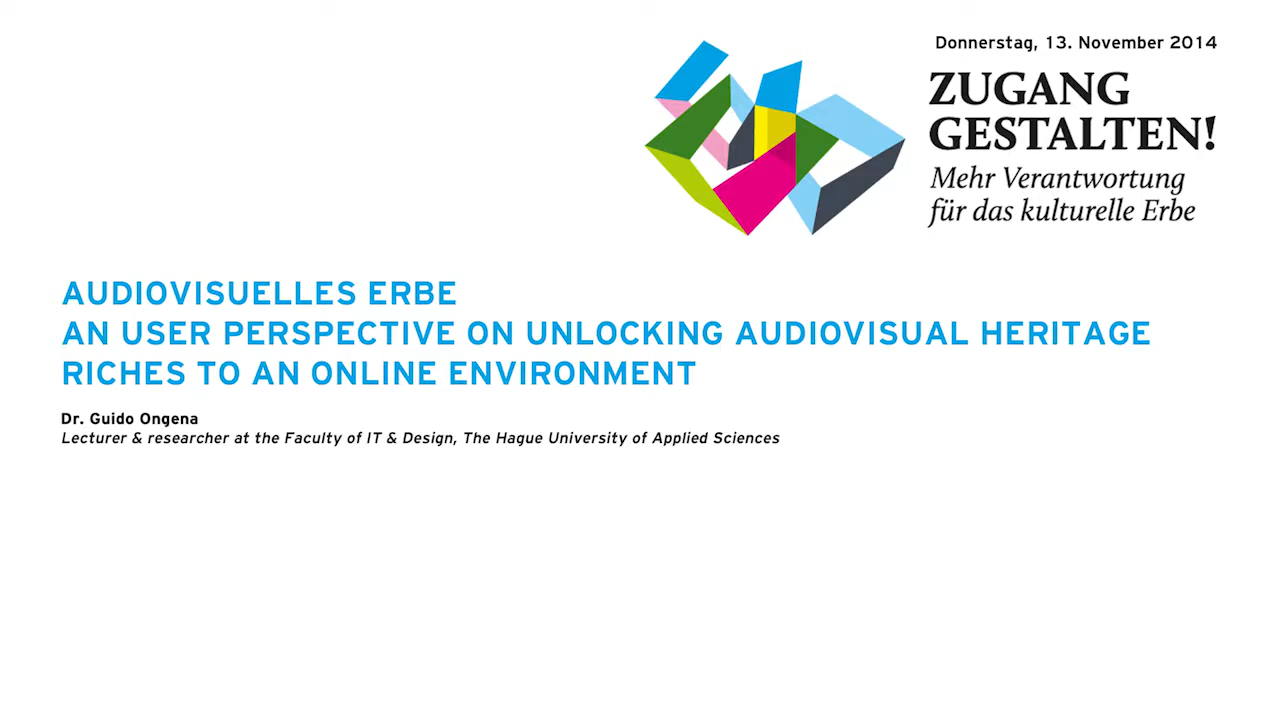 Donnerstag, 13. November 2014
ZUGANG
GESTALTEN!
Mehr Verantwortung
für das kulturelle Erbe
AUDIOVISUELLES ERBE
AN USER PERSPECTIVE ON UNLOCKING AUDIOVISUAL HERITAGE
RICHES TO AN ONLINE ENVIRONMENT
Dr. Guido Ongena
Lecturer & researcher at the Faculty of IT & Design, The Hague University of Applied Sciences